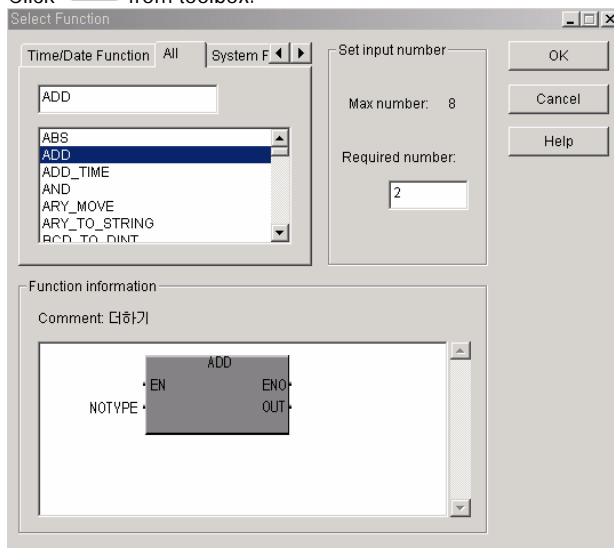 Click from toolbox.
Select Function
Time/Date Function All System F
ADD
ABS
ADD
ADD_TIME
AND
ARY_MOVE
ARY_TO_STRING
BCD_TO_DINT
Set input number
Max number: 8
Required number:
2
OK
Cancel
Help
Function information
Comment: 더하기
ADD
EN ENO
NOTYPE OUT